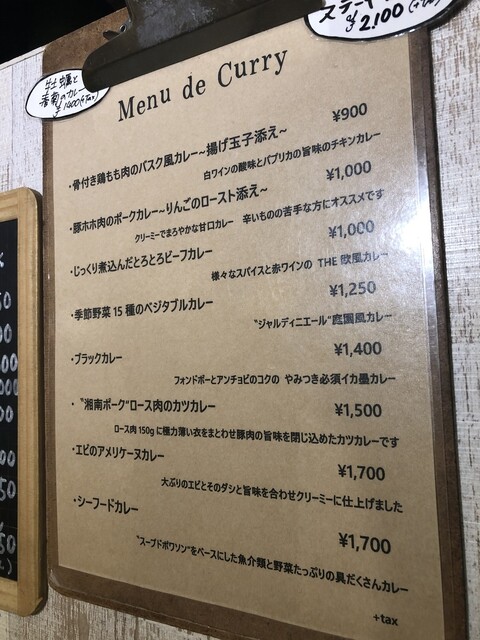 牡蠣と
湘南のカレー
¥1400(+Tax)
¥2,100(+tax)
Menu de Curry
・骨付き鶏もも肉のバスク風カレー~揚げ玉子添え~ ¥900
白ワインの酸味とパプリカの旨味のチキンカレー
・豚ホホ肉のポークカレー~りんごのロースト添え~ ¥1,000
クリーミーでまろやかな甘口カレー 辛いものの苦手な方にオススメです
・じっくり煮込んだとろとろビーフカレー ¥1,000
様々なスパイスと赤ワインの THE 欧風カレー
・季節野菜 15 種のベジタブルカレー ¥1,250
〝ジャルディニエール"庭園風カレー
・ブラックカレー ¥1,400
フォンドボーとアンチョビのコクの やみつき必須イカ墨カレー
・〝湘南ポーク"ロース肉のカツカレー ¥1,500
ロース肉 150g に極力薄い衣をまとわせ豚肉の旨味を閉じ込めたカツカレーです
・エビのアメリケーヌカレー ¥1,700
大ぶりのエビとそのダシと旨味を合わせクリーミーに仕上げました
・シーフードカレー ¥1,700
〝スープドポワソン"をベースにした魚介類と野菜たっぷりの具だくさんカレー
+tax